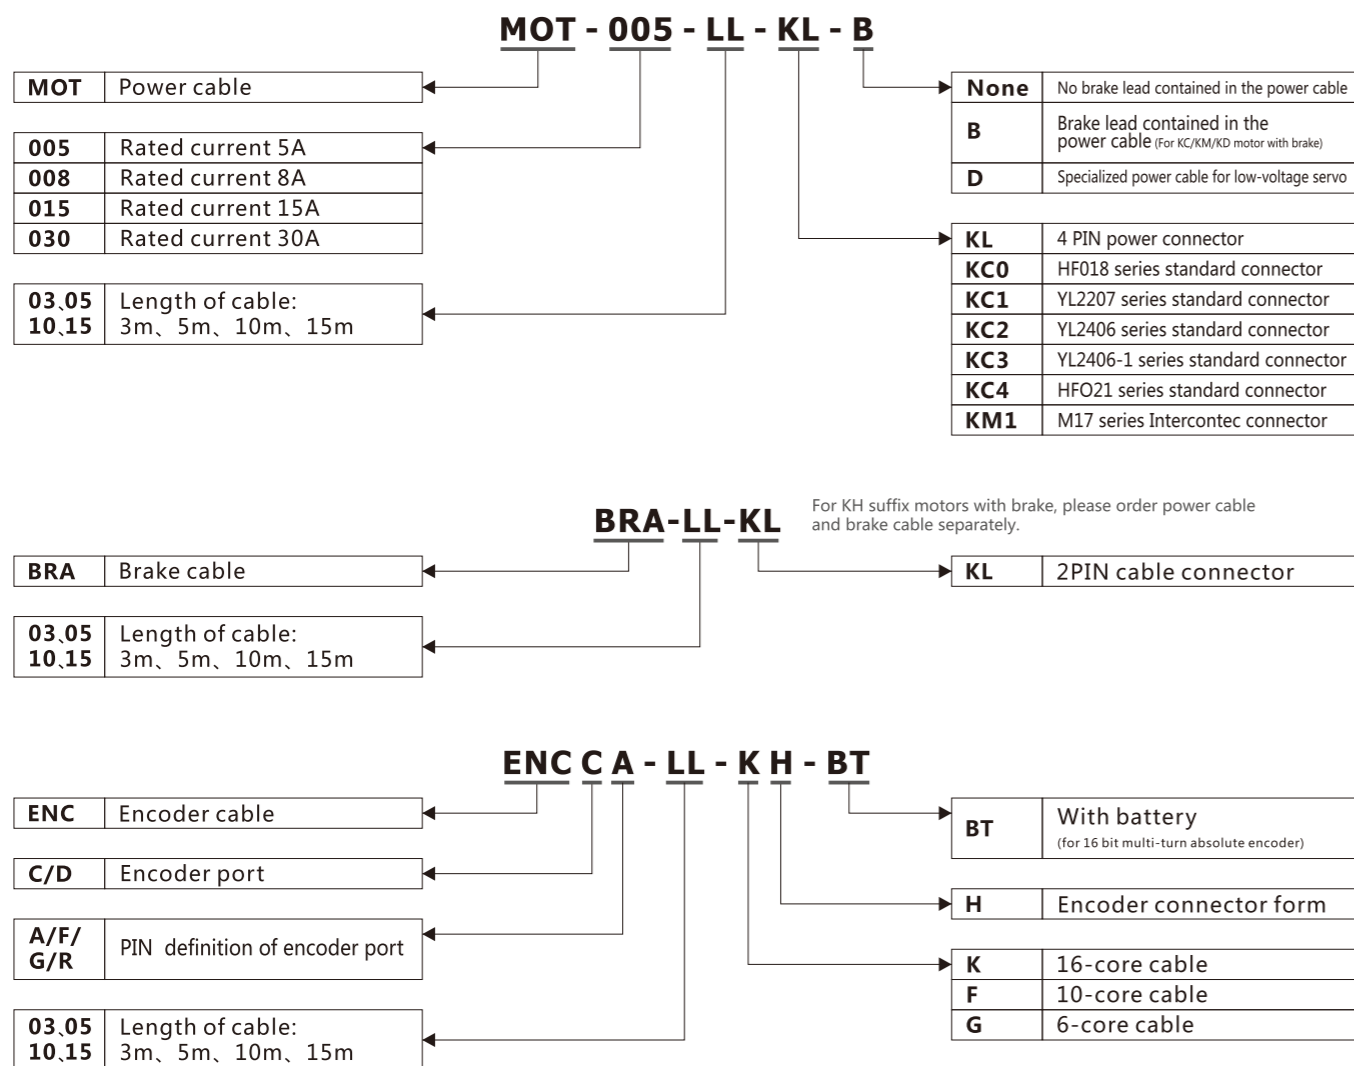 MOT - 005 - LL - KL - B
MOT Power cable
005 Rated current 5A
008 Rated current 8A
015 Rated current 15A
030 Rated current 30A
03、05 Length of cable:
10、15 3m、5m、10m、15m
None No brake lead contained in the power cable
B Brake lead contained in the
power cable (For KC/KM/KD motor with brake)
D Specialized power cable for low-voltage servo
KL 4 PIN power connector
KC0 HF018 series standard connector
KC1 YL2207 series standard connector
KC2 YL2406 series standard connector
KC3 YL2406-1 series standard connector
KC4 HFO21 series standard connector
KM1 M17 series Intercontec connector
BRA-LL-KL
For KH suffix motors with brake, please order power cable
and brake cable separately.
BRA Brake cable
03、05 Length of cable:
10、15 3m、5m、10m、15m
KL 2PIN cable connector
ENC C A - LL - K H - BT
ENC Encoder cable
C/D Encoder port
A/F/
G/R PIN definition of encoder port
03、05 Length of cable:
10、15 3m、5m、10m、15m
BT With battery
(for 16 bit multi-turn absolute encoder)
H Encoder connector form
K 16-core cable
F 10-core cable
G 6-core cable